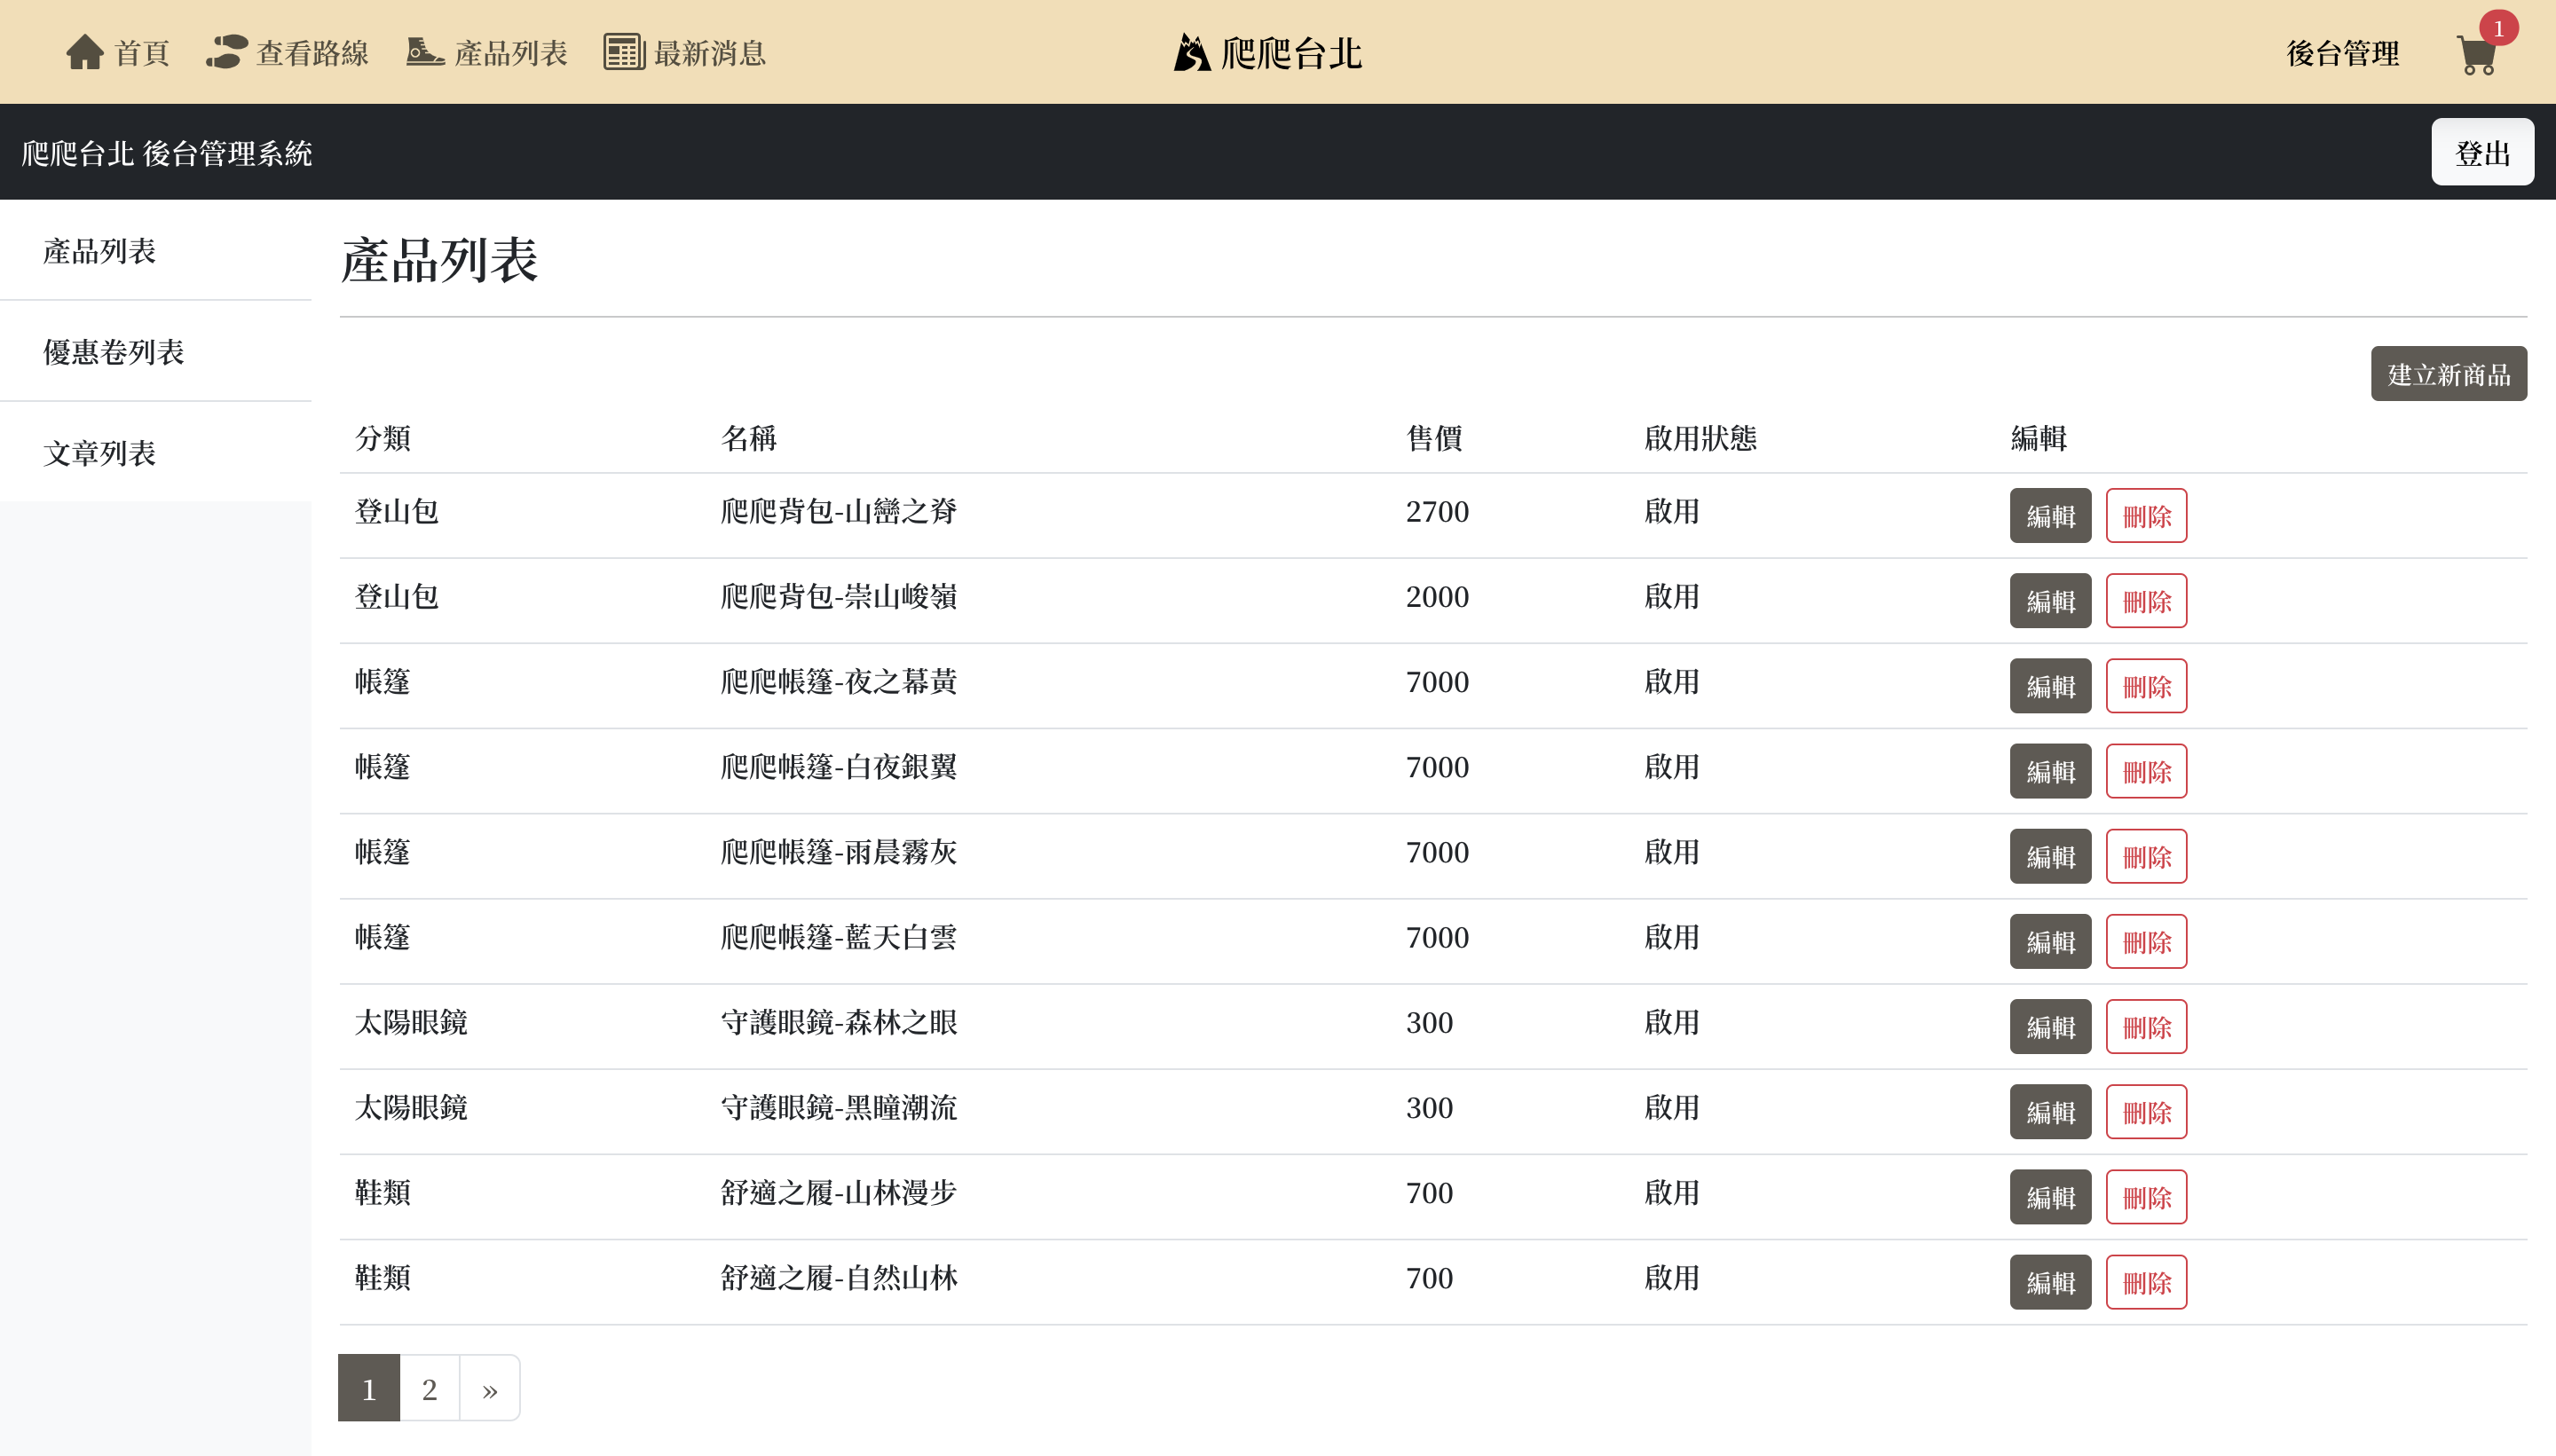 首頁 查看路線 產品列表 最新消息 爬爬台北 後台管理 1
爬爬台北 後台管理系統 登出
產品列表
優惠卷列表
文章列表
產品列表
建立新商品
分類 名稱 售價 啟用狀態 編輯
登山包 爬爬背包-山巒之脊 2700 啟用 編輯 刪除
登山包 爬爬背包-崇山峻嶺 2000 啟用 編輯 刪除
帳篷 爬爬帳篷-夜之幕黃 7000 啟用 編輯 刪除
帳篷 爬爬帳篷-白夜銀翼 7000 啟用 編輯 刪除
帳篷 爬爬帳篷-雨晨霧灰 7000 啟用 編輯 刪除
帳篷 爬爬帳篷-藍天白雲 7000 啟用 編輯 刪除
太陽眼鏡 守護眼鏡-森林之眼 300 啟用 編輯 刪除
太陽眼鏡 守護眼鏡-黑瞳潮流 300 啟用 編輯 刪除
鞋類 舒適之履-山林漫步 700 啟用 編輯 刪除
鞋類 舒適之履-自然山林 700 啟用 編輯 刪除
1 2 »